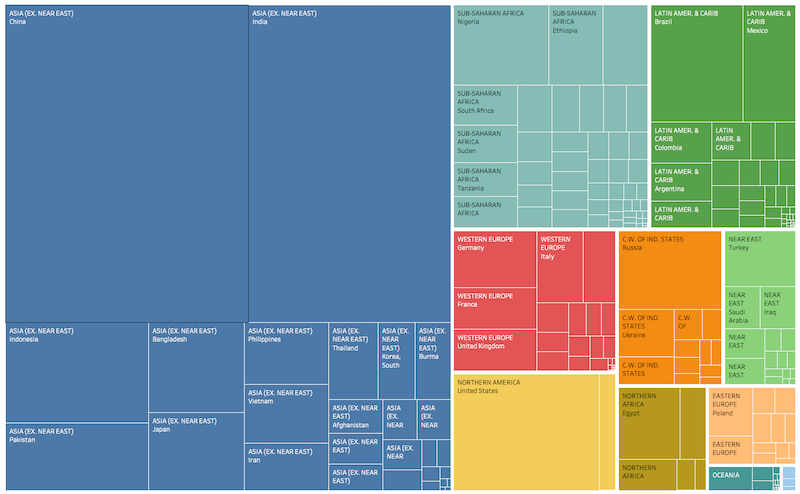 ASIA (EX. NEAR EAST)
China
ASIA (EX. NEAR EAST)
India
ASIA (EX. NEAR EAST)
Indonesia
ASIA (EX. NEAR EAST)
Pakistan
ASIA (EX. NEAR EAST)
Bangladesh
ASIA (EX. NEAR EAST)
Japan
ASIA (EX. NEAR EAST)
Philippines
ASIA (EX. NEAR EAST)
Vietnam
ASIA (EX. NEAR EAST)
Iran
ASIA (EX.
NEAR EAST)
Thailand
ASIA (EX.
NEAR
EAST)
Korea,
South
ASIA (EX.
NEAR EAST)
Burma
ASIA (EX. NEAR
EAST)
Afghanistan
ASIA (EX.
NEAR
ASIA (EX.
NEAR
ASIA (EX. NEAR
EAST)
ASIA (EX.
NEAR
ASIA (EX. NEAR
EAST)
SUB-SAHARAN AFRICA
Nigeria
SUB-SAHARAN
AFRICA
Ethiopia
SUB-SAHARAN
AFRICA
South Africa
SUB-SAHARAN
AFRICA
Sudan
SUB-SAHARAN
AFRICA
Tanzania
SUB-SAHARAN
AFRICA
LATIN AMER. & CARIB
Brazil
LATIN AMER. &
CARIB
Mexico
LATIN AMER. &
CARIB
Colombia
LATIN AMER. &
CARIB
LATIN AMER. &
CARIB
Argentina
LATIN AMER. &
CARIB
WESTERN EUROPE
Germany
WESTERN
EUROPE
Italy
WESTERN EUROPE
France
WESTERN EUROPE
United Kingdom
C.W. OF IND. STATES
Russia
C.W. OF IND.
STATES
Ukraine
C.W.
OF
C.W. OF IND.
STATES
NEAR EAST
Turkey
NEAR
EAST
Saudi
Arabia
NEAR
EAST
Iraq
NEAR
EAST
NEAR
EAST
NORTHERN AMERICA
United States
NORTHERN
AFRICA
Egypt
NORTHERN
AFRICA
EASTERN
EUROPE
Poland
EASTERN
EUROPE
OCEANIA